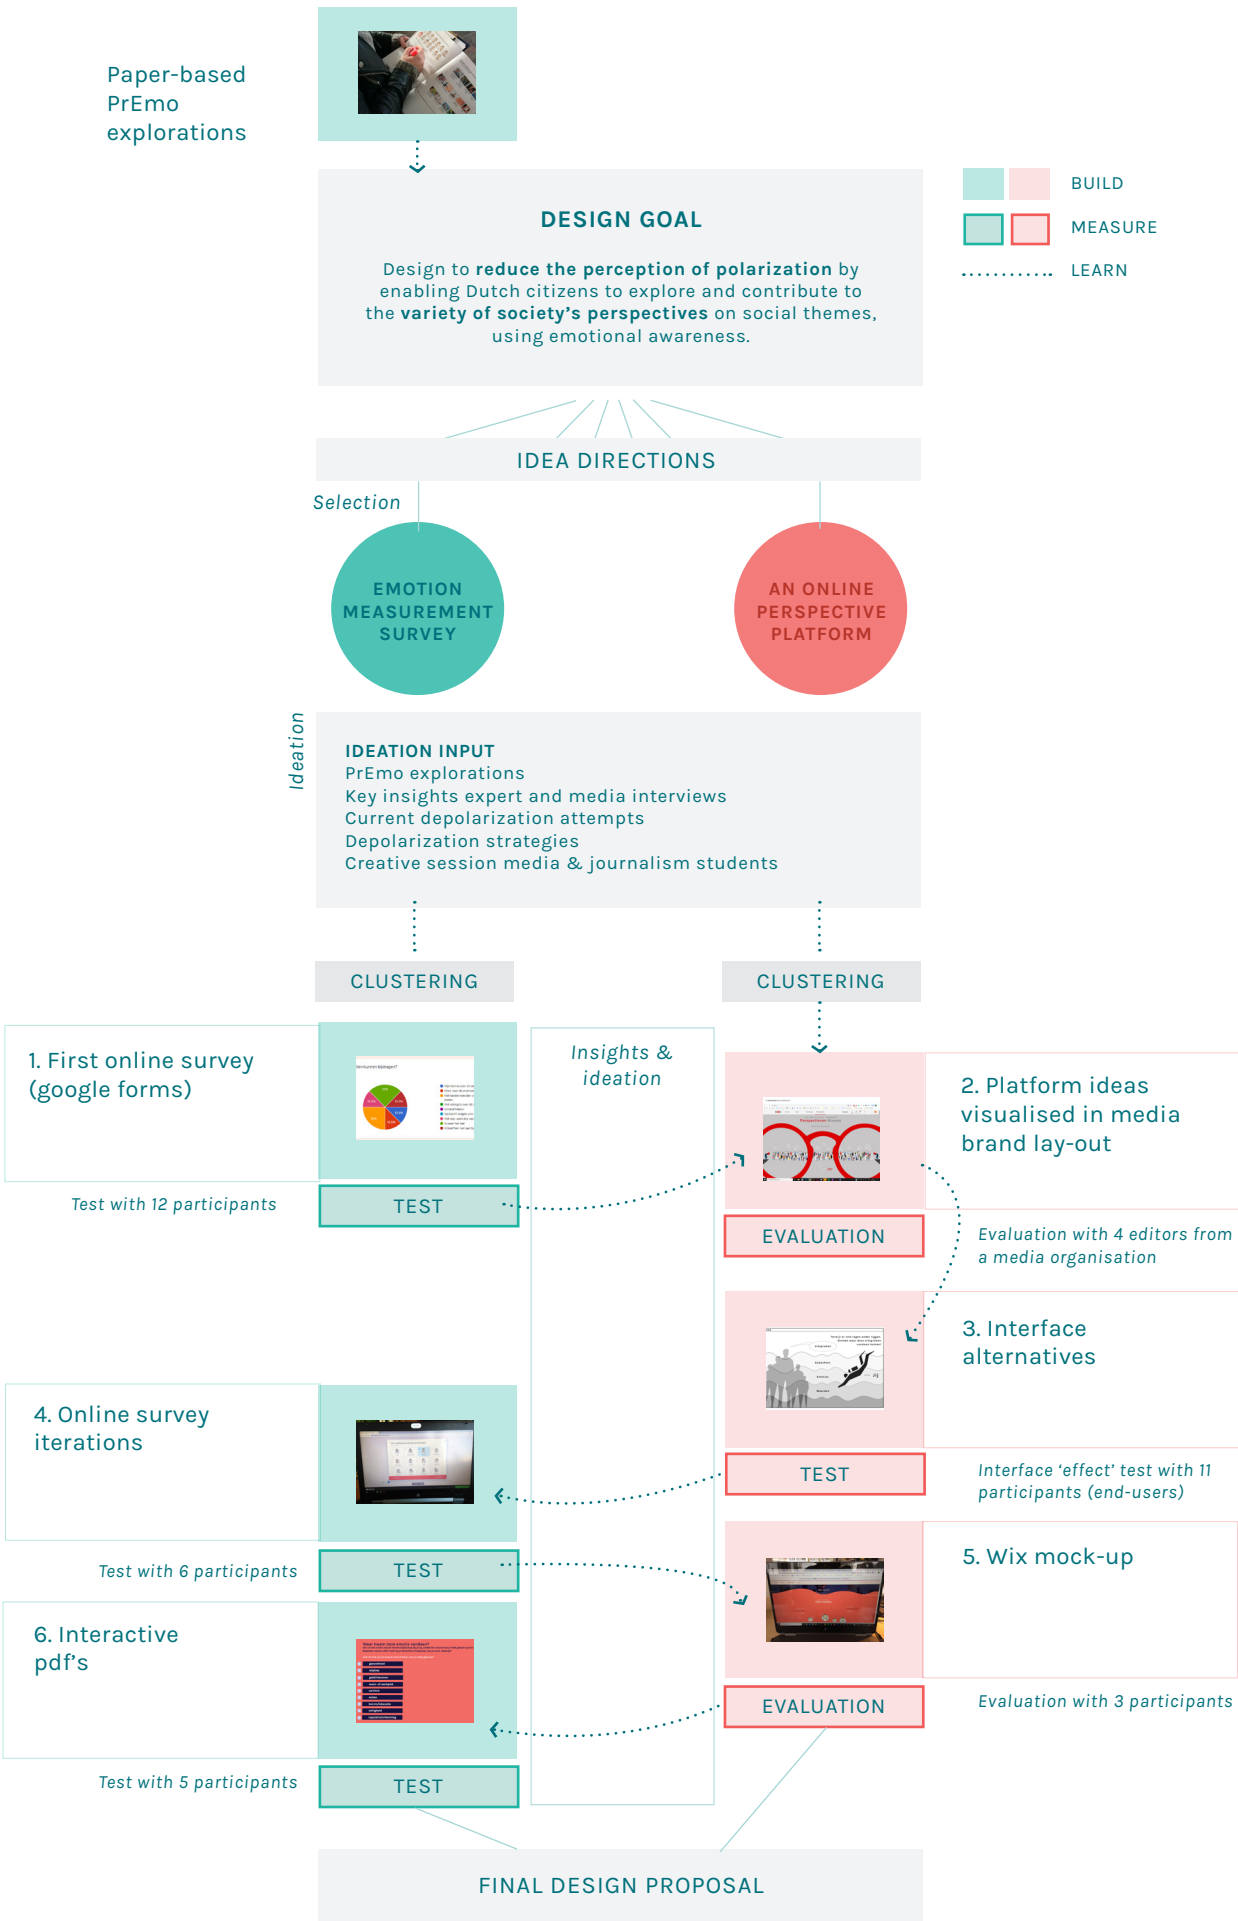 Paper-based
PrEmo
explorations
DESIGN GOAL
Design to reduce the perception of polarization by
enabling Dutch citizens to explore and contribute to
the variety of society's perspectives on social themes,
using emotional awareness.
BUILD
MEASURE
LEARN
IDEA DIRECTIONS
Selection
EMOTION
MEASUREMENT
SURVEY
AN ONLINE
PERSPECTIVE
PLATFORM
Ideation
IDEATION INPUT
PrEmo explorations
Key insights expert and media interviews
Current depolarization attempts
Depolarization strategies
Creative session media & journalism students
CLUSTERING
CLUSTERING
1. First online survey
(google forms)
Test with 12 participants
TEST
Insights &
ideation
2. Platform ideas
visualised in media
brand lay-out
EVALUATION
Evaluation with 4 editors from
a media organisation
3. Interface
alternatives
TEST
Interface ‘effect’ test with 11
participants (end-users)
4. Online survey
iterations
Test with 6 participants
TEST
5. Wix mock-up
EVALUATION
Evaluation with 3 participants
6. Interactive
pdf's
Test with 5 participants
TEST
FINAL DESIGN PROPOSAL